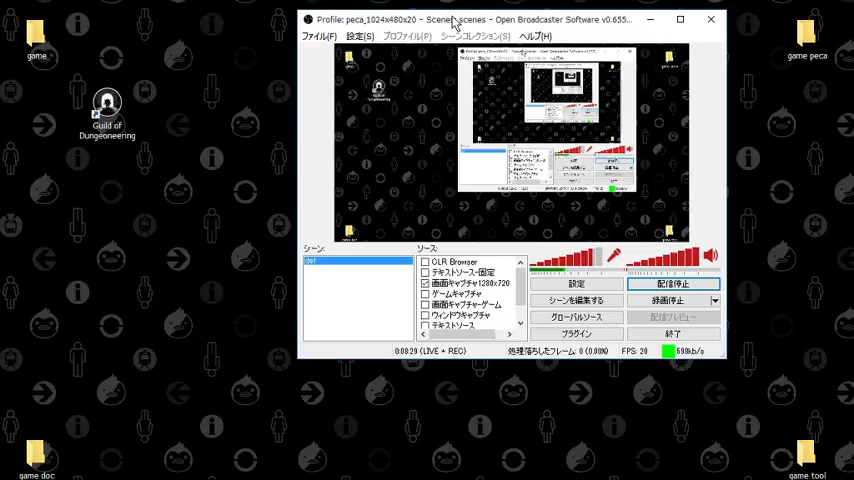 Profile: peca_1024x480x20 - Scenes: scenes - Open Broadcaster Software v0.655...
ファイル(F) 設定(S) プロファイル(P) シーンコレクション(S) ヘルプ(H)
game
game peca
Guild of
Dungeoneering
シーン:
ソース:
def
CLR Browser
テキストソース-固定
画面キャプチャ1280x720
ゲームキャプチャ
画面キャプチャーゲーム
ウィンドウキャプチャ
テキストソース
設定
配信停止
シーンを編集する
録画停止
グローバルソース
配信プレビュー
プラグイン
終了
0:08:29 (LIVE + REC)
処理落ちしたフレーム: 0 (0.00%)
FPS: 20
598kb/s
game doc
game tool